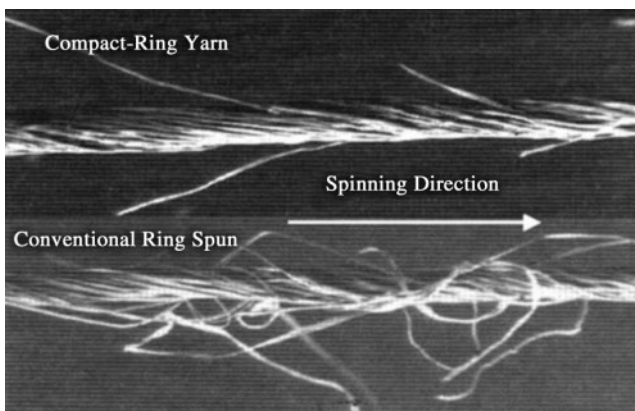 Compact-Ring Yarn
Spinning Direction
Conventional Ring Spun